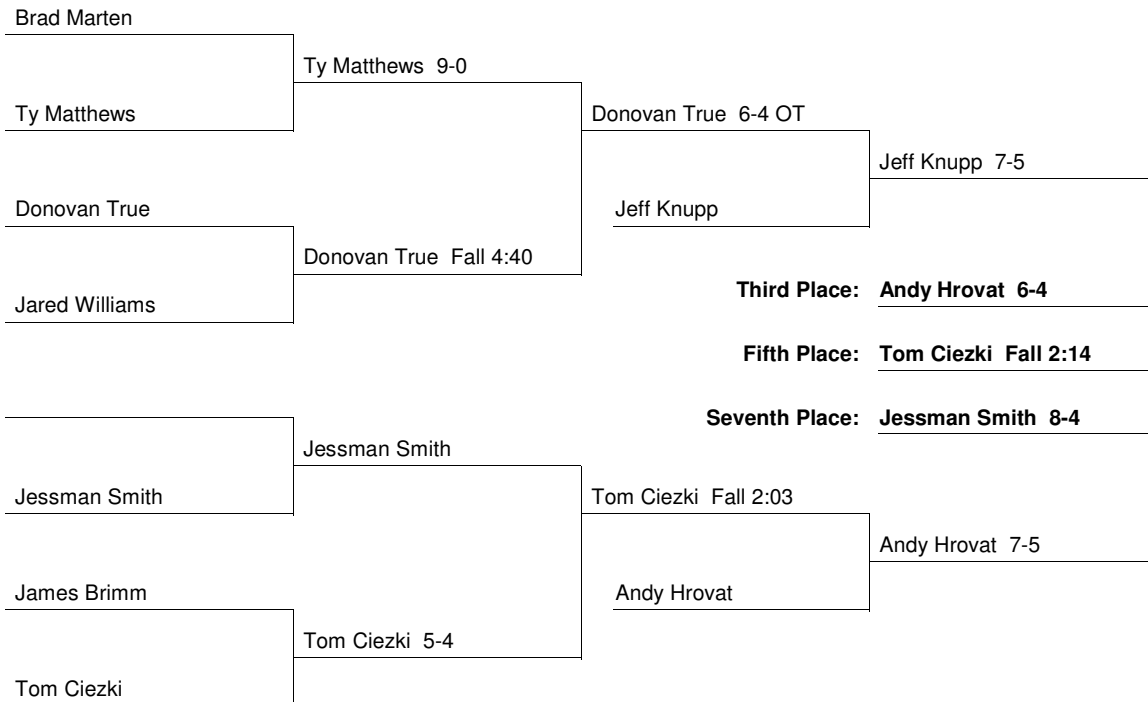 Brad Marten
Ty Matthews  9-0
Ty Matthews
Donovan True  6-4 OT
Jeff Knupp  7-5
Donovan True
Jeff Knupp
Donovan True  Fall 4:40
Third Place: Andy Hrovat  6-4
Jared Williams
Fifth Place: Tom Ciezki  Fall 2:14
Seventh Place: Jessman Smith  8-4
Jessman Smith
Jessman Smith
Tom Ciezki  Fall 2:03
Andy Hrovat  7-5
James Brimm
Andy Hrovat
Tom Ciezki  5-4
Tom Ciezki